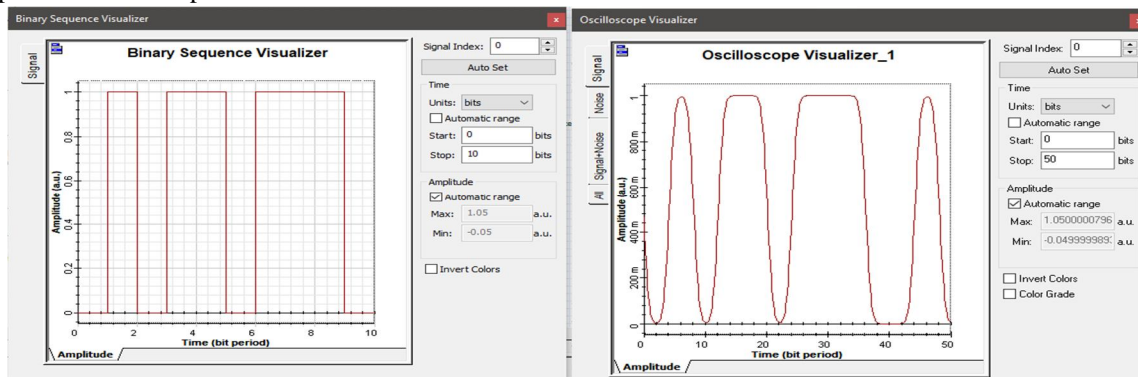 Binary Sequence Visualizer
Signal
Binary Sequence Visualizer
Amplitude (a.u.)
1
0.8
0.6
0.4
0.2
0
0 2 4 6 8 10
Time (bit period)
Amplitude
Signal Index: 0
Auto Set
Time
Units: bits
Automatic range
Start: 0 bits
Stop: 10 bits
Amplitude
Automatic range
Max: 1.05 a.u.
Min: -0.05 a.u.
Invert Colors
Oscilloscope Visualizer
Signal
Noise
Signal+Noise
All
Oscilloscope Visualizer_1
Amplitude (a.u.)
1
800 m
600 m
400 m
200 m
0
0 10 20 30 40 50
Time (bit period)
Amplitude
Signal Index: 0
Auto Set
Time
Units: bits
Automatic range
Start: 0 bits
Stop: 50 bits
Amplitude
Automatic range
Max: 1.0500000796 a.u.
Min: a.u.
Invert Colors
Color Grade